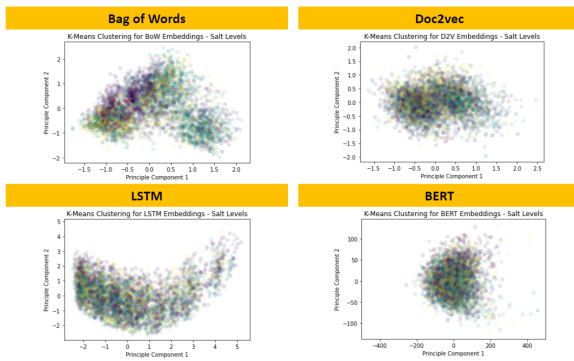 Bag of Words
Doc2vec
K-Means Clustering for BoW Embeddings - Salt Levels
Principle Component 2
2
1
0
−1
−2
−1.5 −1.0 −0.5 0.0 0.5 1.0 1.5 2.0
Principle Component 1
K-Means Clustering for D2V Embeddings - Salt Levels
Principle Component 2
2.0
1.5
1.0
0.5
0.0
−0.5
−1.0
−1.5
−2.0
−1.5 −1.0 −0.5 0.0 0.5 1.0 1.5 2.0 2.5
Principle Component 1
LSTM
BERT
K-Means Clustering for LSTM Embeddings - Salt Levels
Principle Component 2
5
4
3
2
1
0
−1
−2
−2 −1 0 1 2 3 4 5
Principle Component 1
K-Means Clustering for BERT Embeddings - Salt Levels
Principle Component 2
100
50
0
−50
−100
−400 −200 0 200 400
Principle Component 1